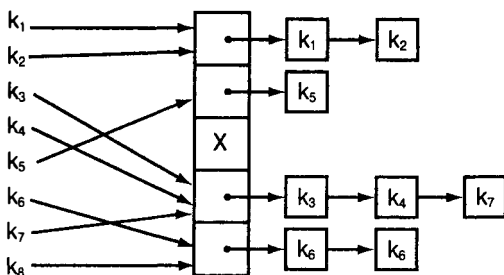 k₁ k₁ k₂
k₂
k₃ k₅
k₄ X
k₅
k₆ k₃ k₄ k₇
k₇ k₆ k₆
k₈